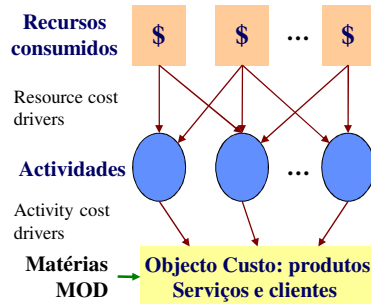 Recursos
consumidos
$ $ ... $
Resource cost
drivers
Actividades
...
Activity cost
drivers
Matérias
MOD
Objecto Custo: produtos
Serviços e clientes